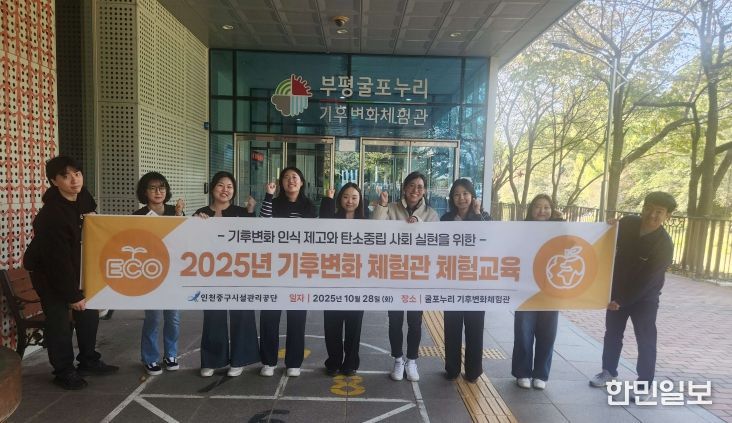 부평굴포누리
기후변화체험관
- 기후변화 인식 제고와 탄소중립 사회 실현을 위한 -
ECO
2025년 기후변화 체험관 체험교육
인천중구시설관리공단 일자 | 2025년 10월 28일 (화) 장소 | 굴포누리 기후변화체험관
한민일보